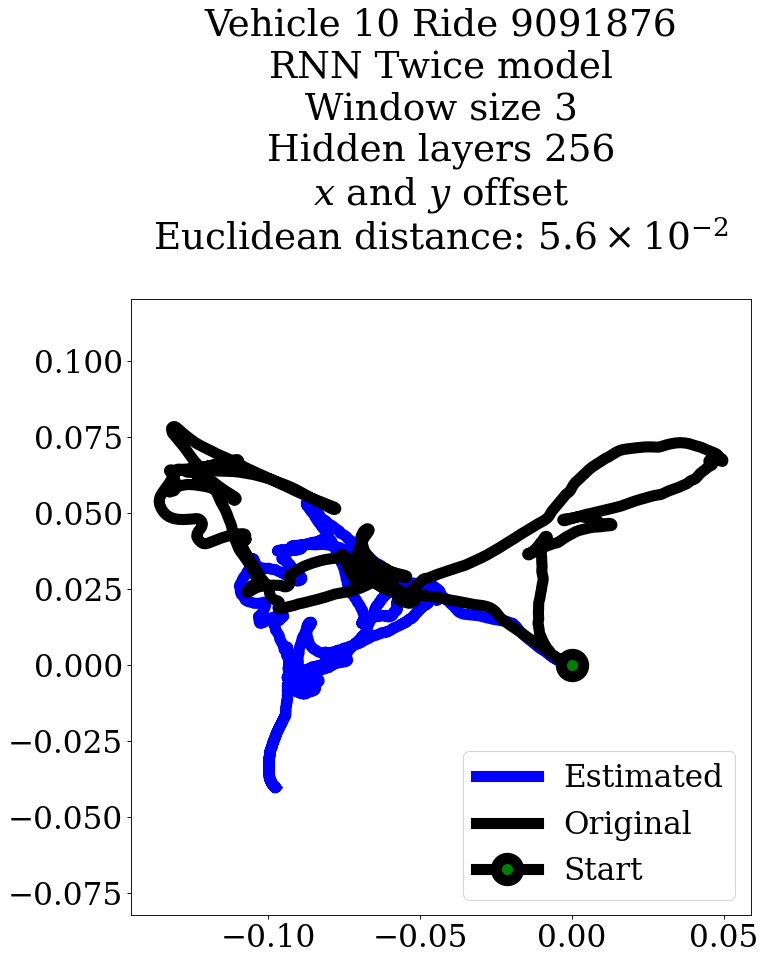 Vehicle 10 Ride 9091876
RNN Twice model
Window size 3
Hidden layers 256
x and y offset
Euclidean distance: 5.6 × 10⁻²
0.100
0.075
0.050
0.025
0.000
−0.025
−0.050
−0.075
Estimated
Original
Start
−0.10 −0.05 0.00 0.05